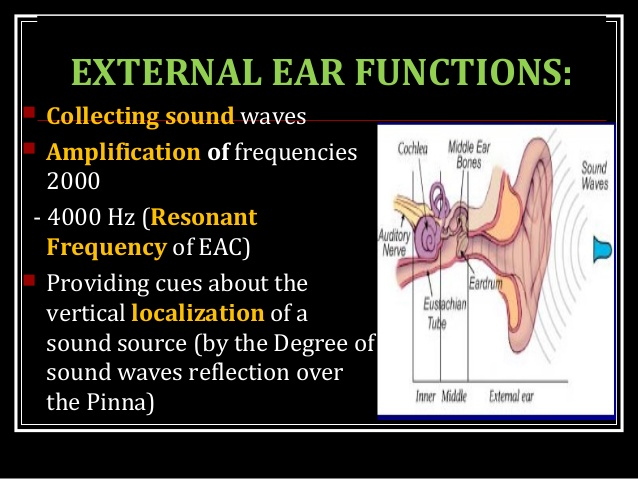 EXTERNAL EAR FUNCTIONS:
Collecting sound waves
Amplification of frequencies
2000
- 4000 Hz (Resonant
Frequency of EAC)
Providing cues about the
vertical localization of a
sound source (by the Degree of
sound waves reflection over
the Pinna)
Cochlea
Middle Ear
Bones
Sound
Waves
Auditory
Nerve
Eardrum
Eustachian
Tube
Inner Middle External ear